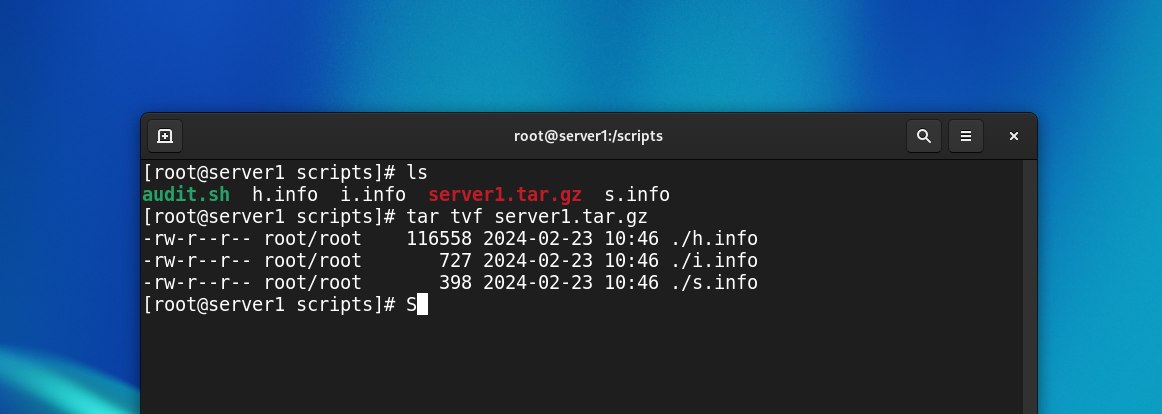 root@server1:/scripts
[root@server1 scripts]# ls
audit.sh  h.info  i.info  server1.tar.gz  s.info
[root@server1 scripts]# tar tvf server1.tar.gz
-rw-r--r-- root/root    116558 2024-02-23 10:46 ./h.info
-rw-r--r-- root/root       727 2024-02-23 10:46 ./i.info
-rw-r--r-- root/root       398 2024-02-23 10:46 ./s.info
[root@server1 scripts]# S